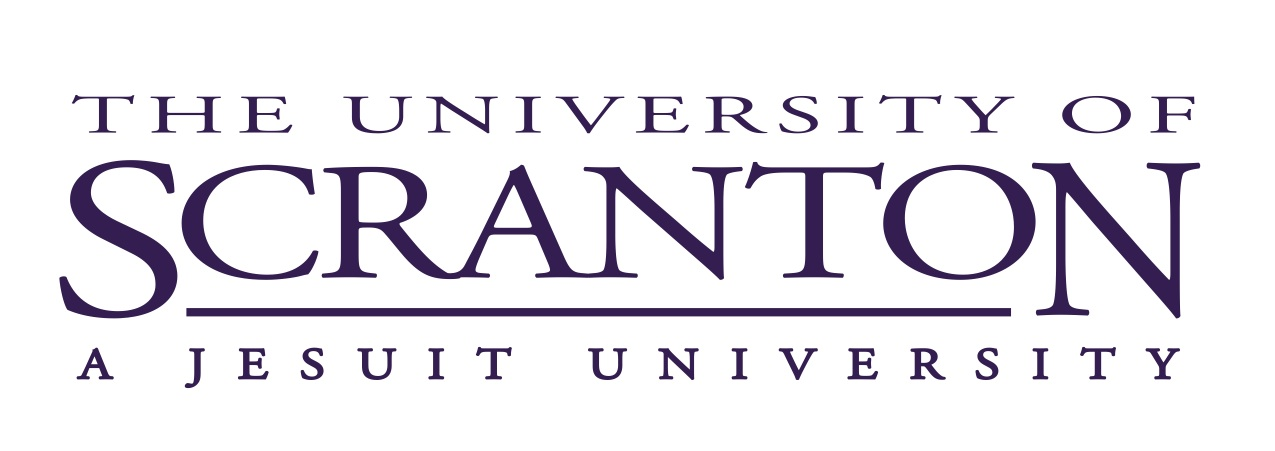 THE UNIVERSITY OF
SCRANTON
A JESUIT UNIVERSITY